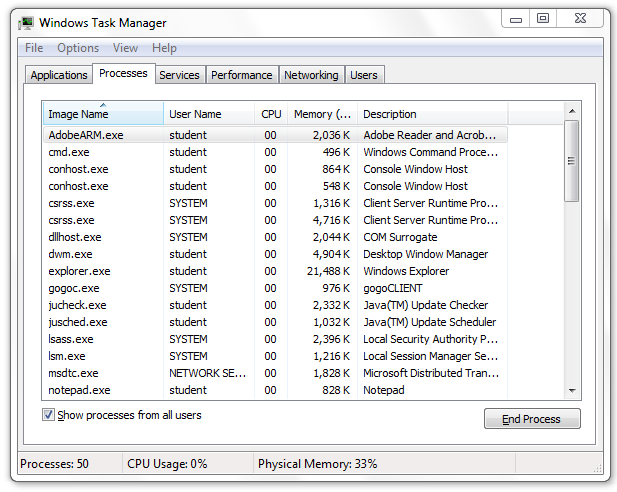 Windows Task Manager
File Options View Help
Applications Processes Services Performance Networking Users
Image Name User Name CPU Memory (... Description
AdobeARM.exe student 00 2,036 K Adobe Reader and Acrob...
cmd.exe student 00 496 K Windows Command Proce...
conhost.exe student 00 864 K Console Window Host
conhost.exe student 00 548 K Console Window Host
csrss.exe SYSTEM 00 1,316 K Client Server Runtime Pro...
csrss.exe SYSTEM 00 4,716 K Client Server Runtime Pro...
dllhost.exe SYSTEM 00 2,044 K COM Surrogate
dwm.exe student 00 4,904 K Desktop Window Manager
explorer.exe student 00 21,488 K Windows Explorer
gogoc.exe SYSTEM 00 976 K gogoCLIENT
jucheck.exe student 00 2,332 K Java(TM) Update Checker
jusched.exe student 00 1,032 K Java(TM) Update Scheduler
lsass.exe SYSTEM 00 2,396 K Local Security Authority P...
lsm.exe SYSTEM 00 1,216 K Local Session Manager Se...
msdtc.exe NETWORK SE... 00 1,828 K Microsoft Distributed Tran...
notepad.exe student 00 828 K Notepad
Show processes from all users End Process
Processes: 50 CPU Usage: 0% Physical Memory: 33%